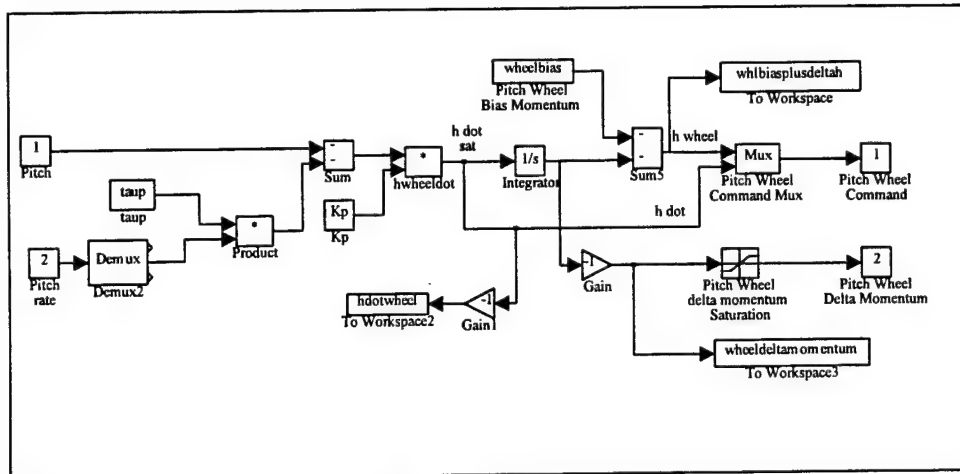 wheelbias
Pitch Wheel
Bias Momentum
whlbiasplusdeltah
To Workspace
1
Pitch
-
-
Sum
h dot
sat
*
hwheeldot
1/s
Integrator
-
-
Sum5
h wheel
Mux
Pitch Wheel
Command Mux
1
Pitch Wheel
Command
taup
taup
Kp
Kp
h dot
2
Pitch
rate
Demux
Demux2
*
Product
-1
Gain
Pitch Wheel
delta momentum
Saturation
2
Pitch Wheel
Delta Momentum
hdotwheel
To Workspace2
-1
Gain1
wheeldeltamomentum
To Workspace3